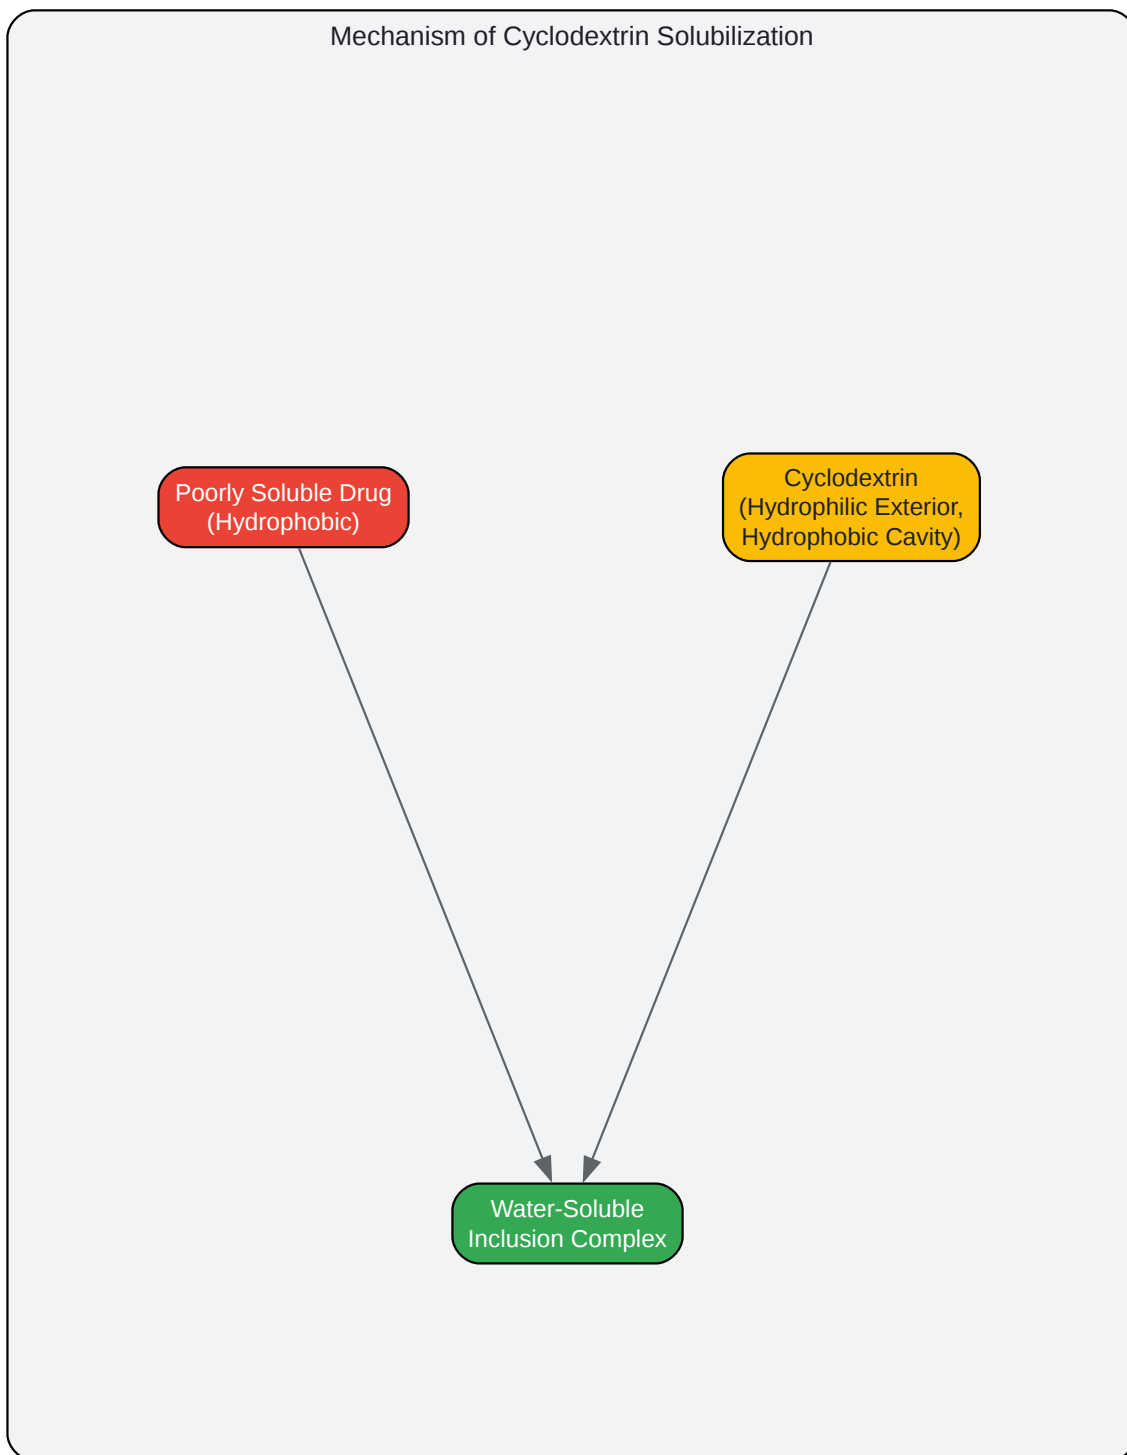 Mechanism of Cyclodextrin Solubilization
Poorly Soluble Drug
(Hydrophobic)
Cyclodextrin
(Hydrophilic Exterior,
Hydrophobic Cavity)
Water-Soluble
Inclusion Complex